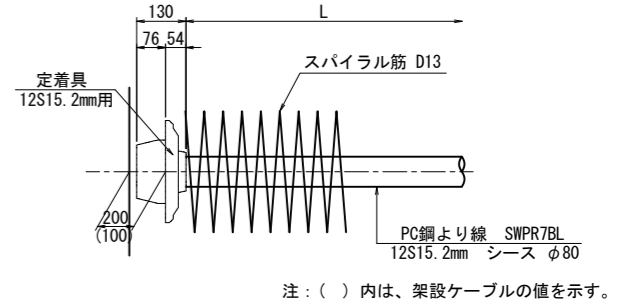 130
L
76 54
スパイラル筋 D13
定着具
12S15.2mm用
200
(100)
PC鋼より線 SWPR7BL
12S15.2mm シース φ80
注:( )内は、架設ケーブルの値を示す。